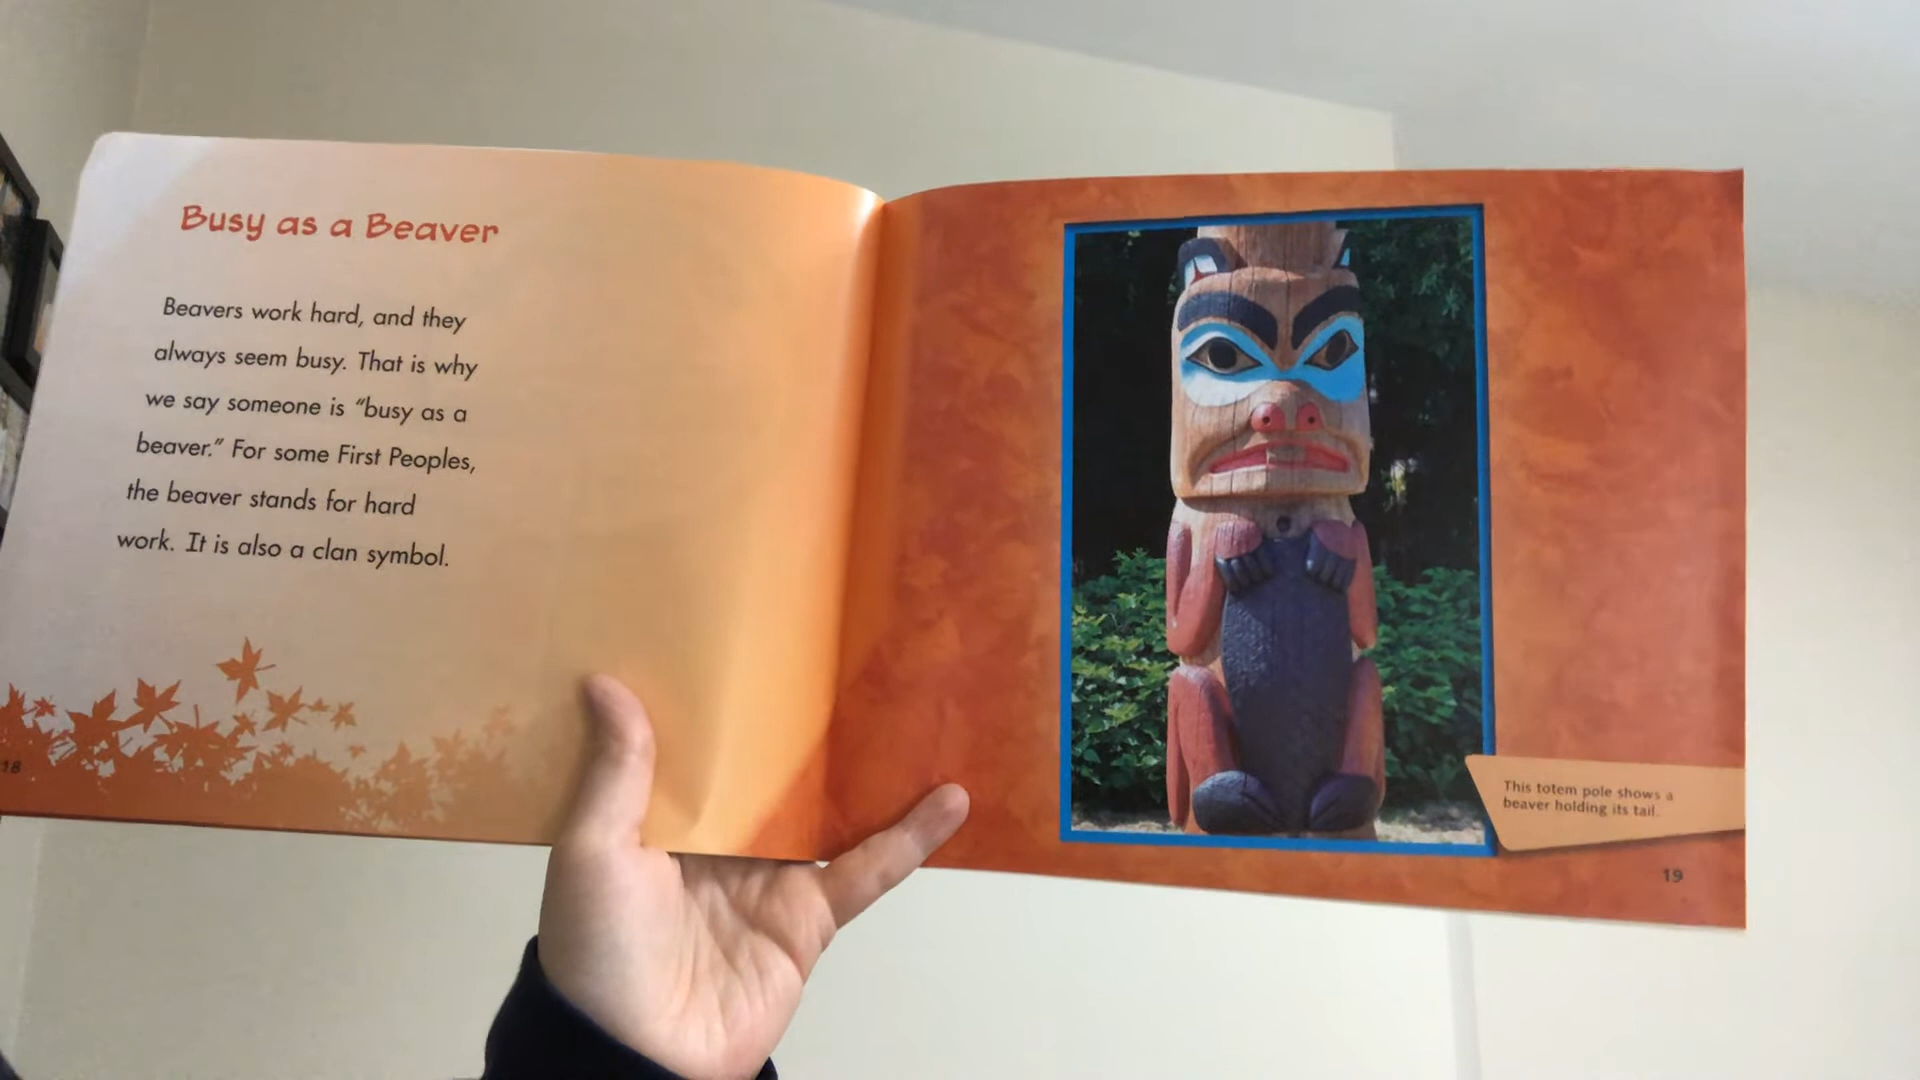 Busy as a Beaver
Beavers work hard, and they
always seem busy. That is why
we say someone is “busy as a
beaver.” For some First Peoples,
the beaver stands for hard
work. It is also a clan symbol.
18
This totem pole shows a
beaver holding its tail.
19